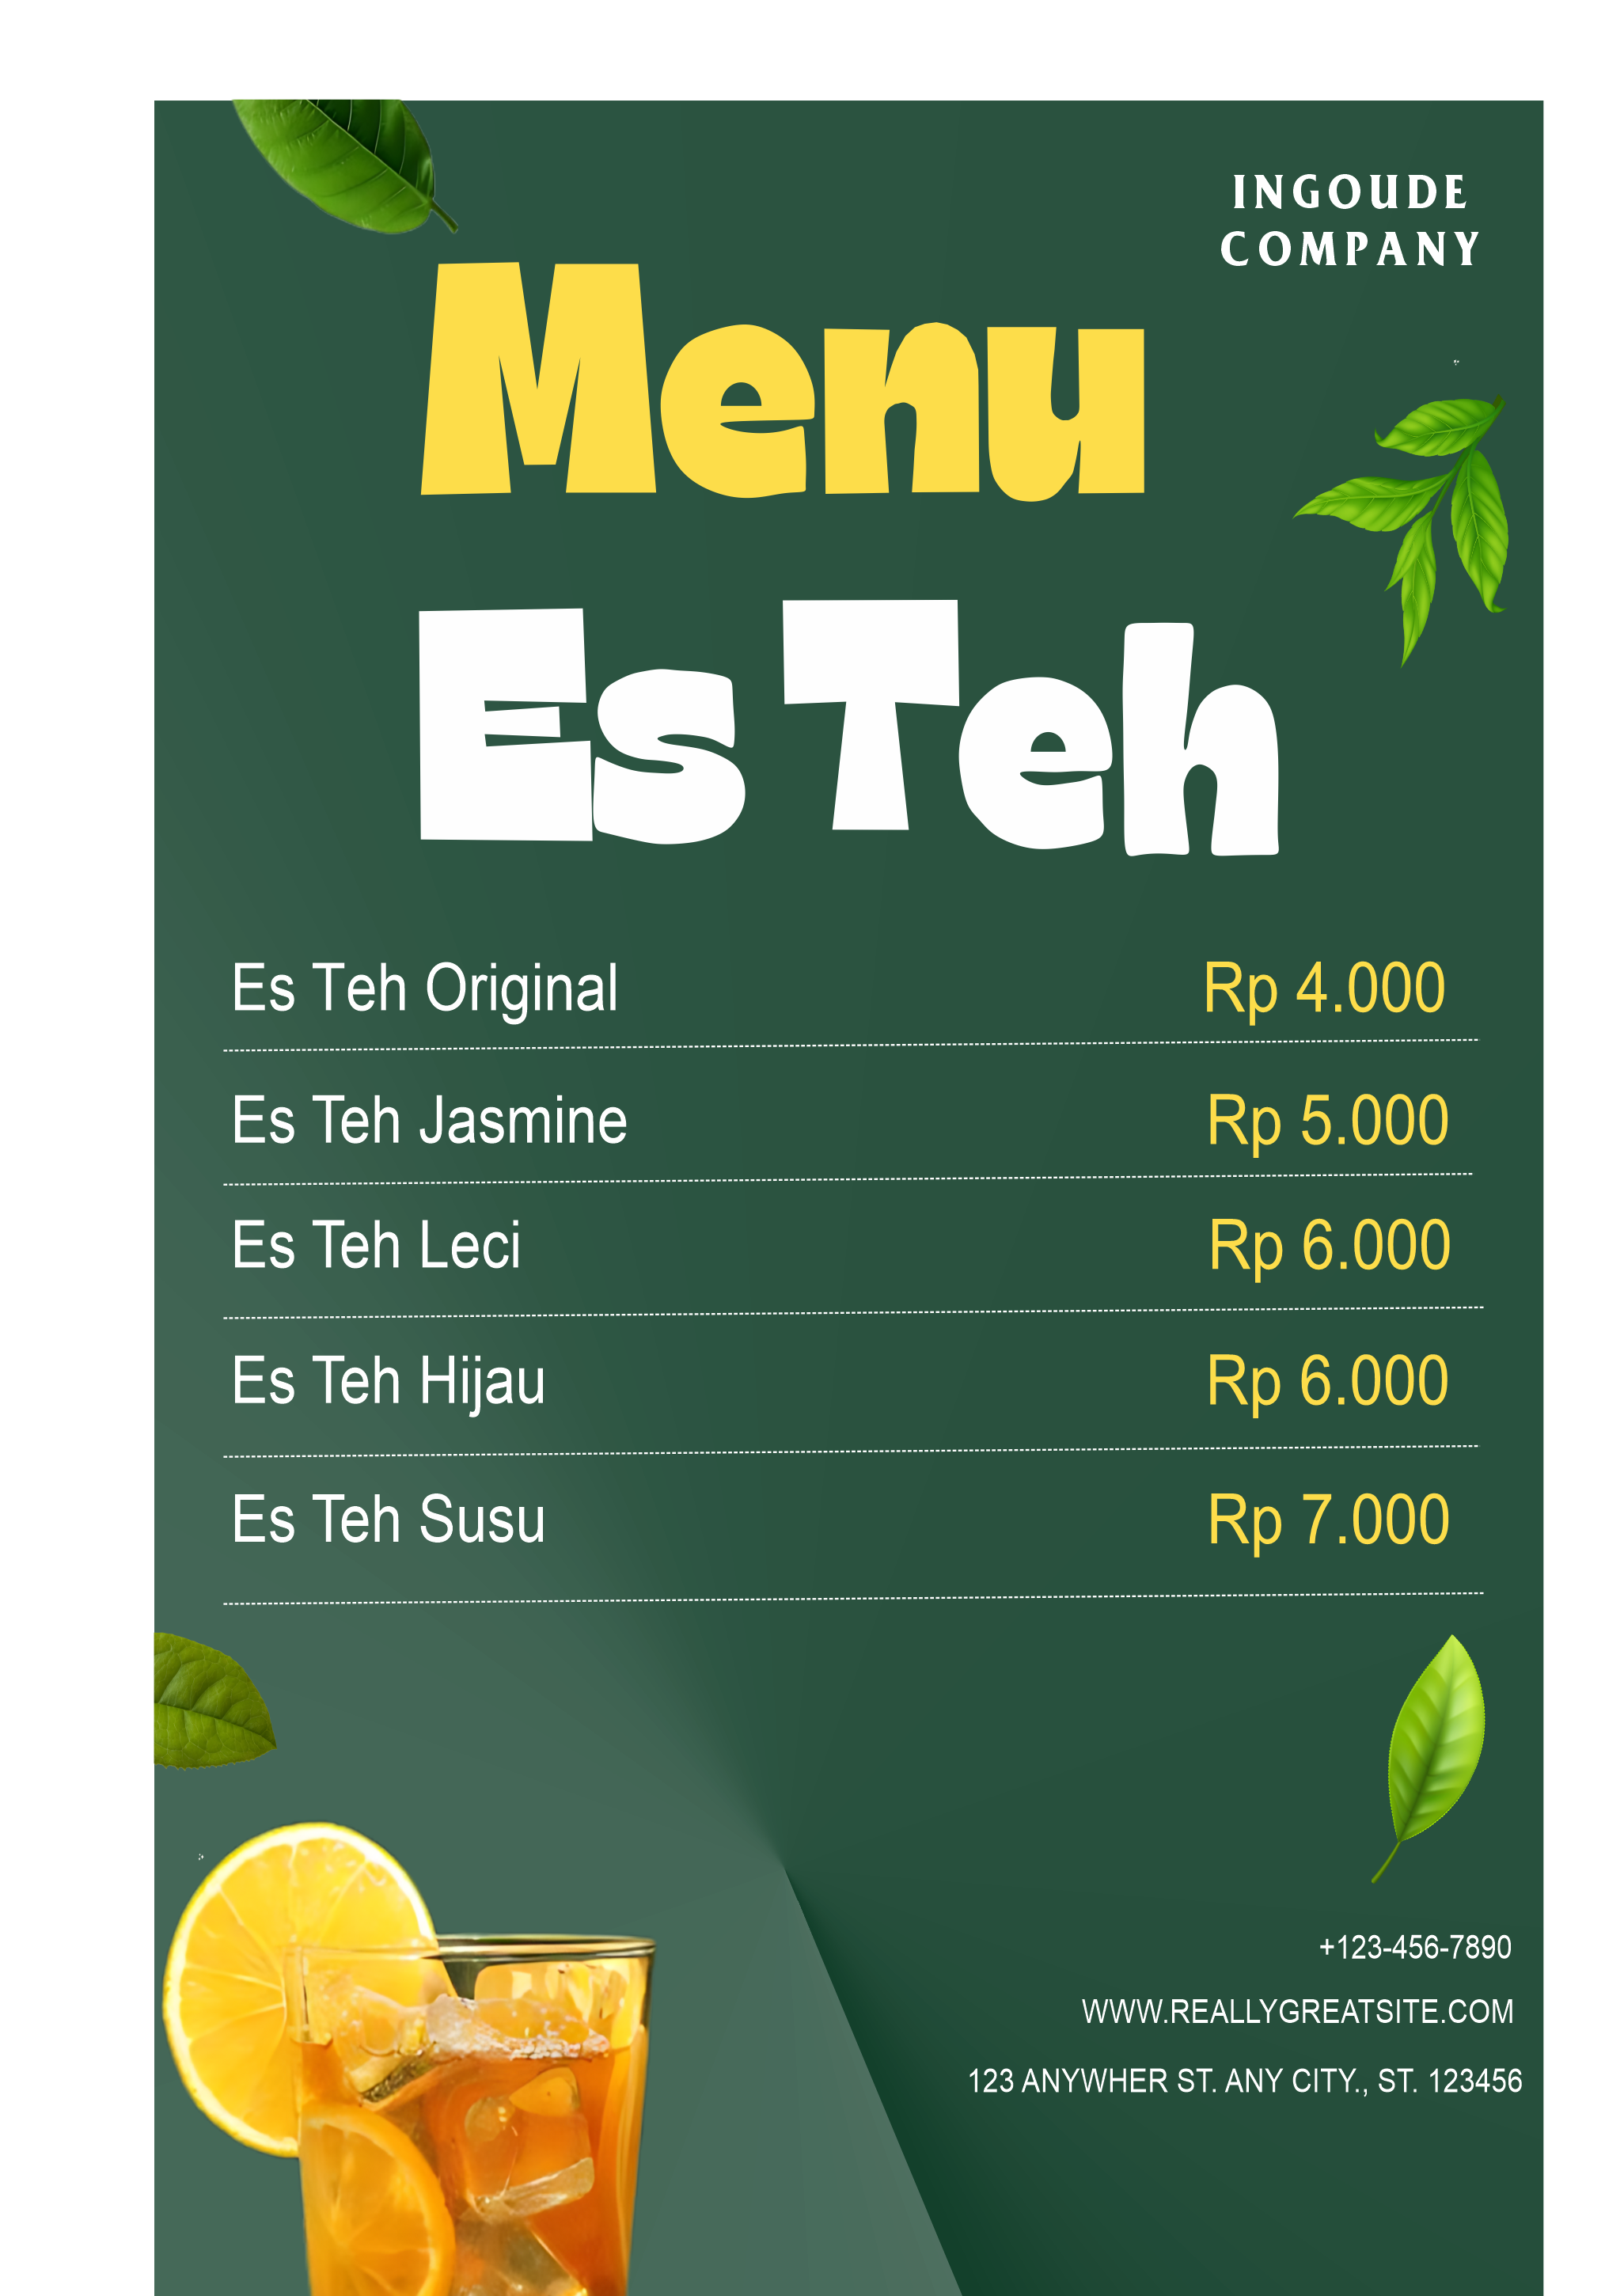 INGOUDE
COMPANY
Menu
Es Teh
Es Teh Original Rp 4.000
Es Teh Jasmine Rp 5.000
Es Teh Leci Rp 6.000
Es Teh Hijau Rp 6.000
Es Teh Susu Rp 7.000
+123-456-7890
WWW.REALLYGREATSITE.COM
123 ANYWHER ST. ANY CITY., ST. 123456